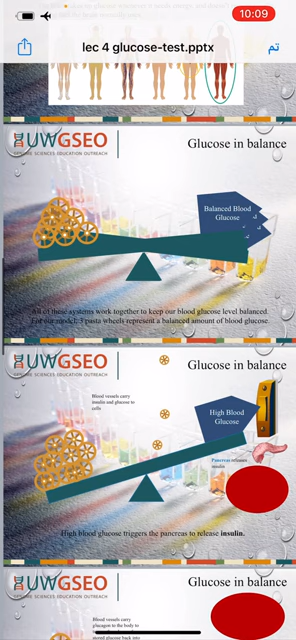 10:09
lec 4 glucose-test.pptx
تم
UWGSEO
GENOME SCIENCES EDUCATION OUTREACH
Glucose in balance
Balanced Blood
Glucose
All of these systems work together to keep our blood glucose level balanced.
For our model, 3 pasta wheels represent a balanced amount of blood glucose.
UWGSEO
GENOME SCIENCES EDUCATION OUTREACH
Glucose in balance
Blood vessels carry
insulin and glucose to
cells
High Blood
Glucose
Pancreas releases
insulin
High blood glucose triggers the pancreas to release insulin.
UWGSEO
GENOME SCIENCES EDUCATION OUTREACH
Glucose in balance
Blood vessels carry
glucagon to the body to
stored glucose back into